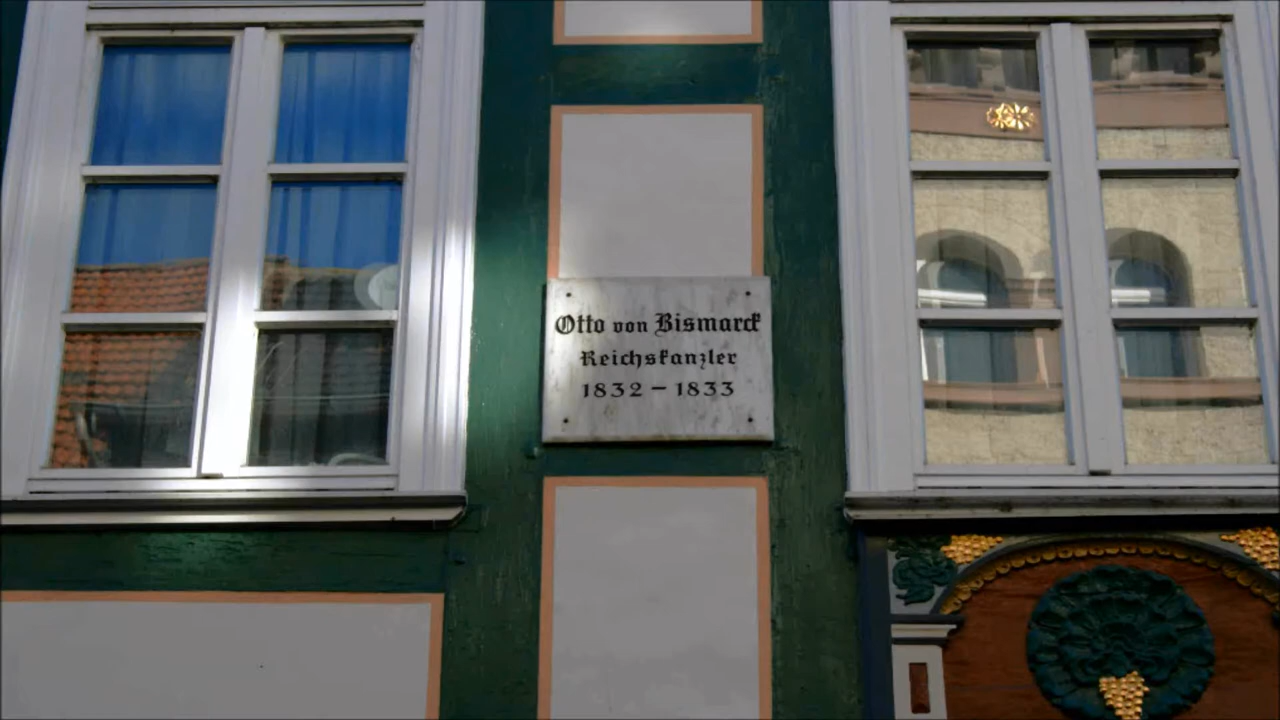 Otto von Bismarck
Reichskanzler
1832 – 1833